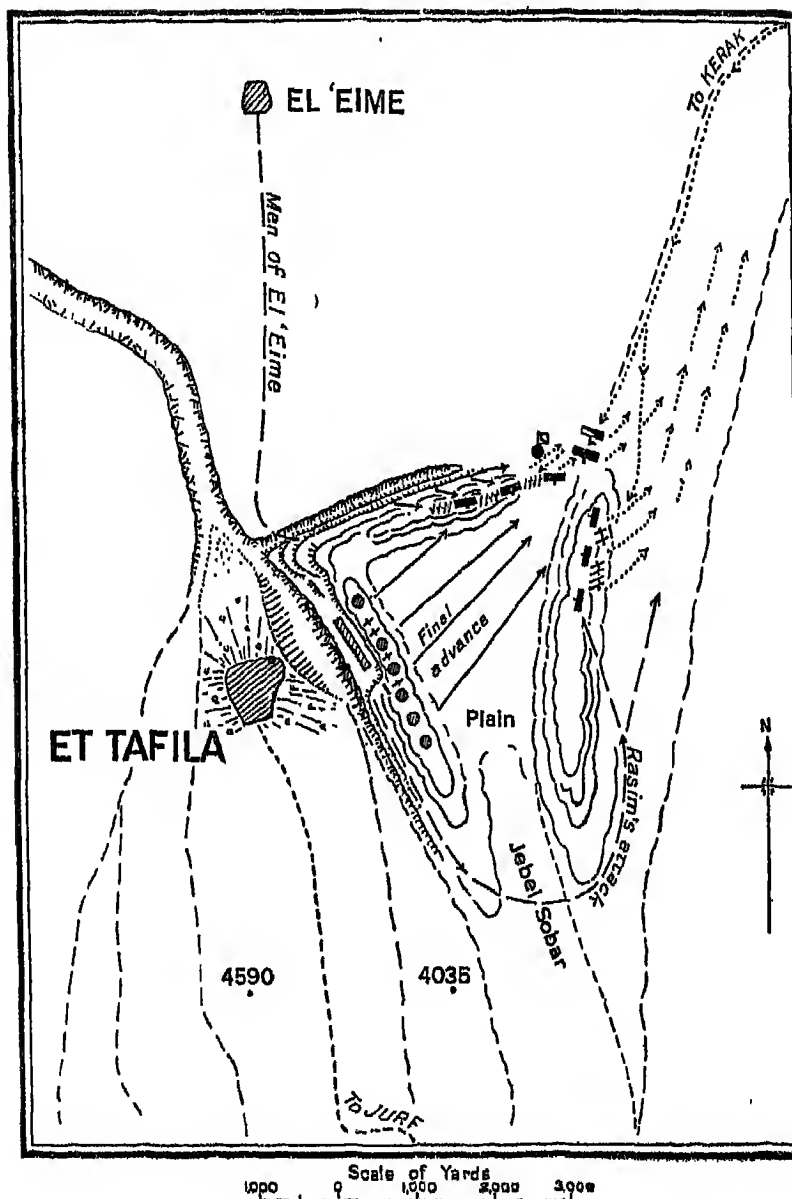 To KERAK
EL 'EIME
Men of El 'Eime
Final
advance
Plain
ET TAFILA
N
Rasim's attack
Jebel Sobar
4590
4035
To JURF
Scale of Yards
1,000 0 1,000 2,000 3,000